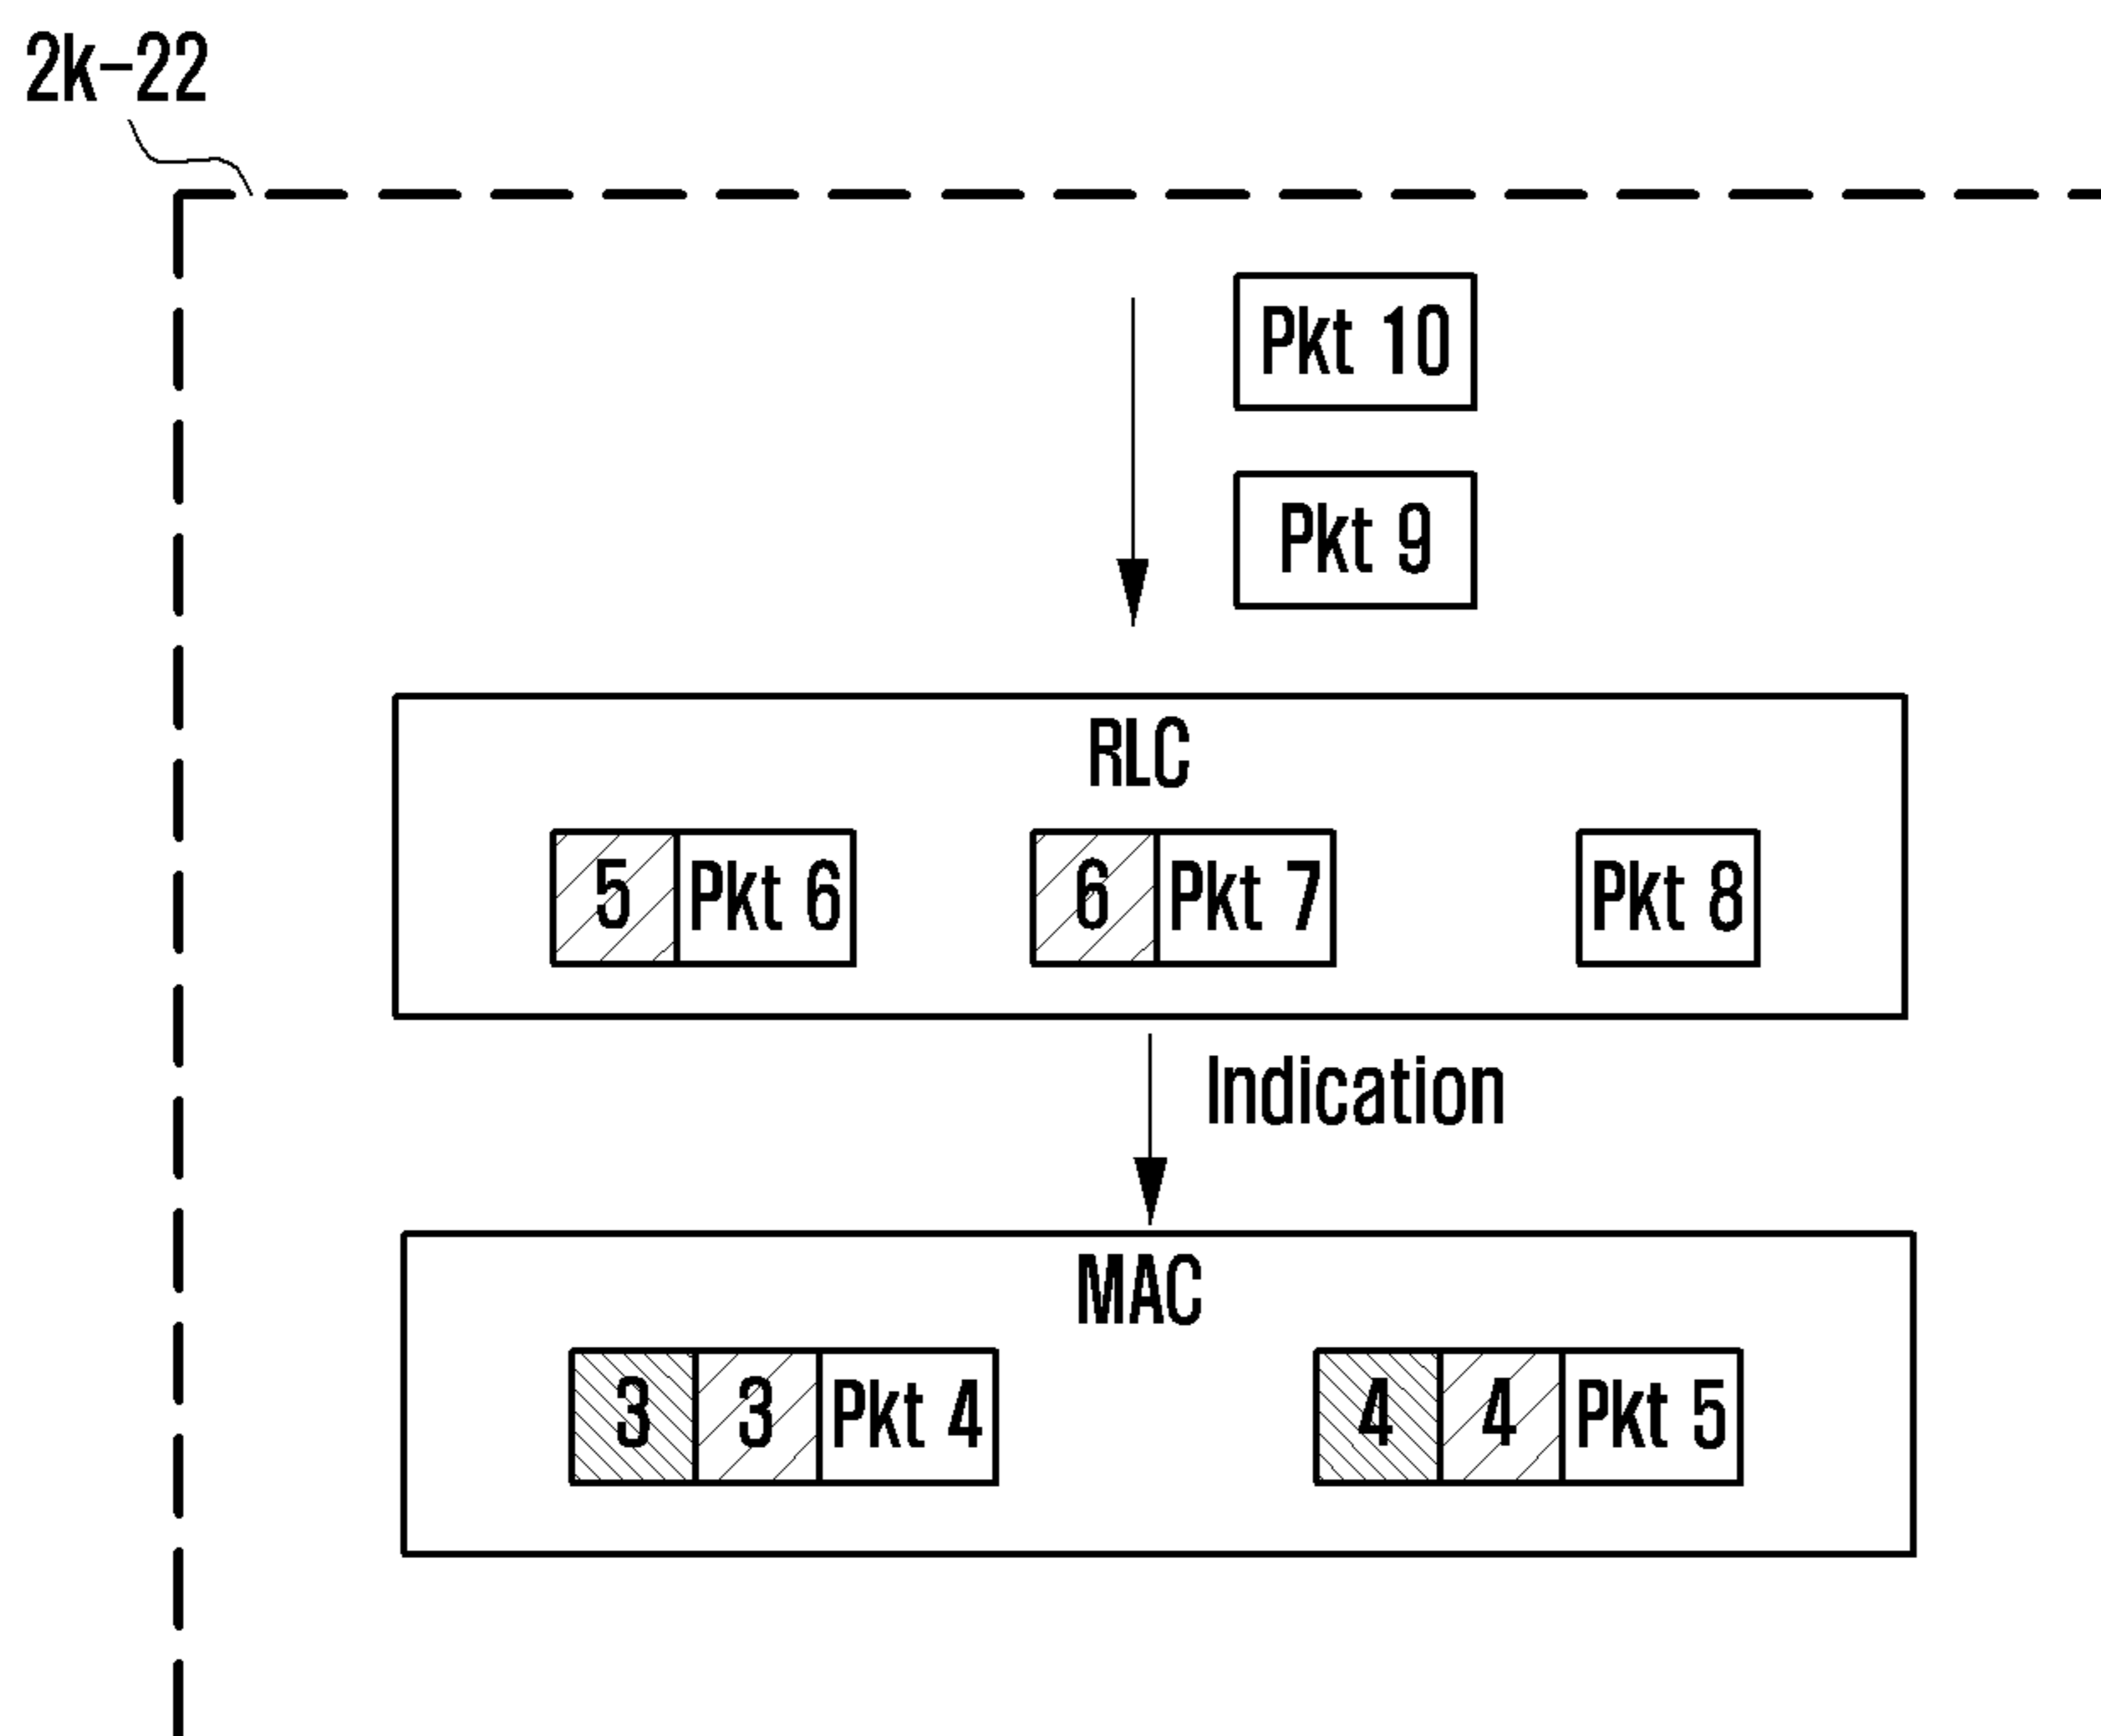 2k-22
Pkt 10
Pkt 9
RLC
5 Pkt 6 6 Pkt 7 Pkt 8
Indication
MAC
3 3 Pkt 4 4 4 Pkt 5